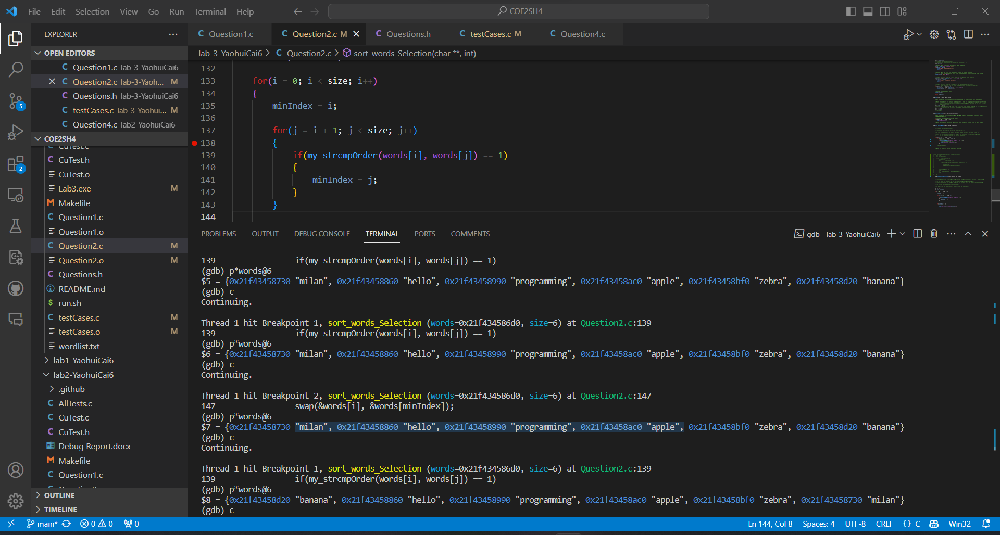 File Edit Selection View Go Run Terminal Help
COE2SH4
EXPLORER
OPEN EDITORS
Question1.c lab-3-YaohuiCai6
Question2.c lab-3-Yaoh... M
Questions.h lab-3-YaohuiCai6
testCases.c lab-3-Yaohui... M
Question4.c lab2-YaohuiCai6
COE2SH4
CuTest.c
CuTest.h
CuTest.o
Lab3.exe M
Makefile
Question1.c
Question1.o
Question2.c M
Question2.o M
Questions.h
README.md
run.sh
testCases.c M
testCases.o M
wordlist.txt
lab1-YaohuiCai6
lab2-YaohuiCai6
.github
AllTests.c
CuTest.c
CuTest.h
Debug Report.docx
Makefile
Question1.c
OUTLINE
TIMELINE
5
2
Question1.c
Question2.c M
Questions.h
testCases.c M
Question4.c
lab-3-YaohuiCai6 > C Question2.c > sort_words_Selection(char **, int)
132
133 for(i = 0; i < size; i++)
134 {
135 minIndex = i;
136
137 for(j = i + 1; j < size; j++)
138 {
139 if(my_strcmpOrder(words[i], words[j]) == 1)
140 {
141 minIndex = j;
142 }
143 }
144
PROBLEMS OUTPUT DEBUG CONSOLE TERMINAL PORTS COMMENTS
gdb - lab-3-YaohuiCai6
139 if(my_strcmpOrder(words[i], words[j]) == 1)
(gdb) p*words@6
$5 = {0x21f43458730 "milan", 0x21f43458860 "hello", 0x21f43458990 "programming", 0x21f43458ac0 "apple", 0x21f43458bf0 "zebra", 0x21f43458d20 "banana"}
(gdb) c
Continuing.
Thread 1 hit Breakpoint 1, sort_words_Selection (words=0x21f434586d0, size=6) at Question2.c:139
139 if(my_strcmpOrder(words[i], words[j]) == 1)
(gdb) p*words@6
$6 = {0x21f43458730 "milan", 0x21f43458860 "hello", 0x21f43458990 "programming", 0x21f43458ac0 "apple", 0x21f43458bf0 "zebra", 0x21f43458d20 "banana"}
(gdb) c
Continuing.
Thread 1 hit Breakpoint 2, sort_words_Selection (words=0x21f434586d0, size=6) at Question2.c:147
147 swap(&words[i], &words[minIndex]);
(gdb) p*words@6
$7 = {0x21f43458730 "milan", 0x21f43458860 "hello", 0x21f43458990 "programming", 0x21f43458ac0 "apple", 0x21f43458bf0 "zebra", 0x21f43458d20 "banana"}
(gdb) c
Continuing.
Thread 1 hit Breakpoint 1, sort_words_Selection (words=0x21f434586d0, size=6) at Question2.c:139
139 if(my_strcmpOrder(words[i], words[j]) == 1)
(gdb) p*words@6
$8 = {0x21f43458d20 "banana", 0x21f43458860 "hello", 0x21f43458990 "programming", 0x21f43458ac0 "apple", 0x21f43458bf0 "zebra", 0x21f43458730 "milan"}
(gdb) c
main* 0 0 0
Ln 144, Col 8 Spaces: 4 UTF-8 CRLF {} C Win32